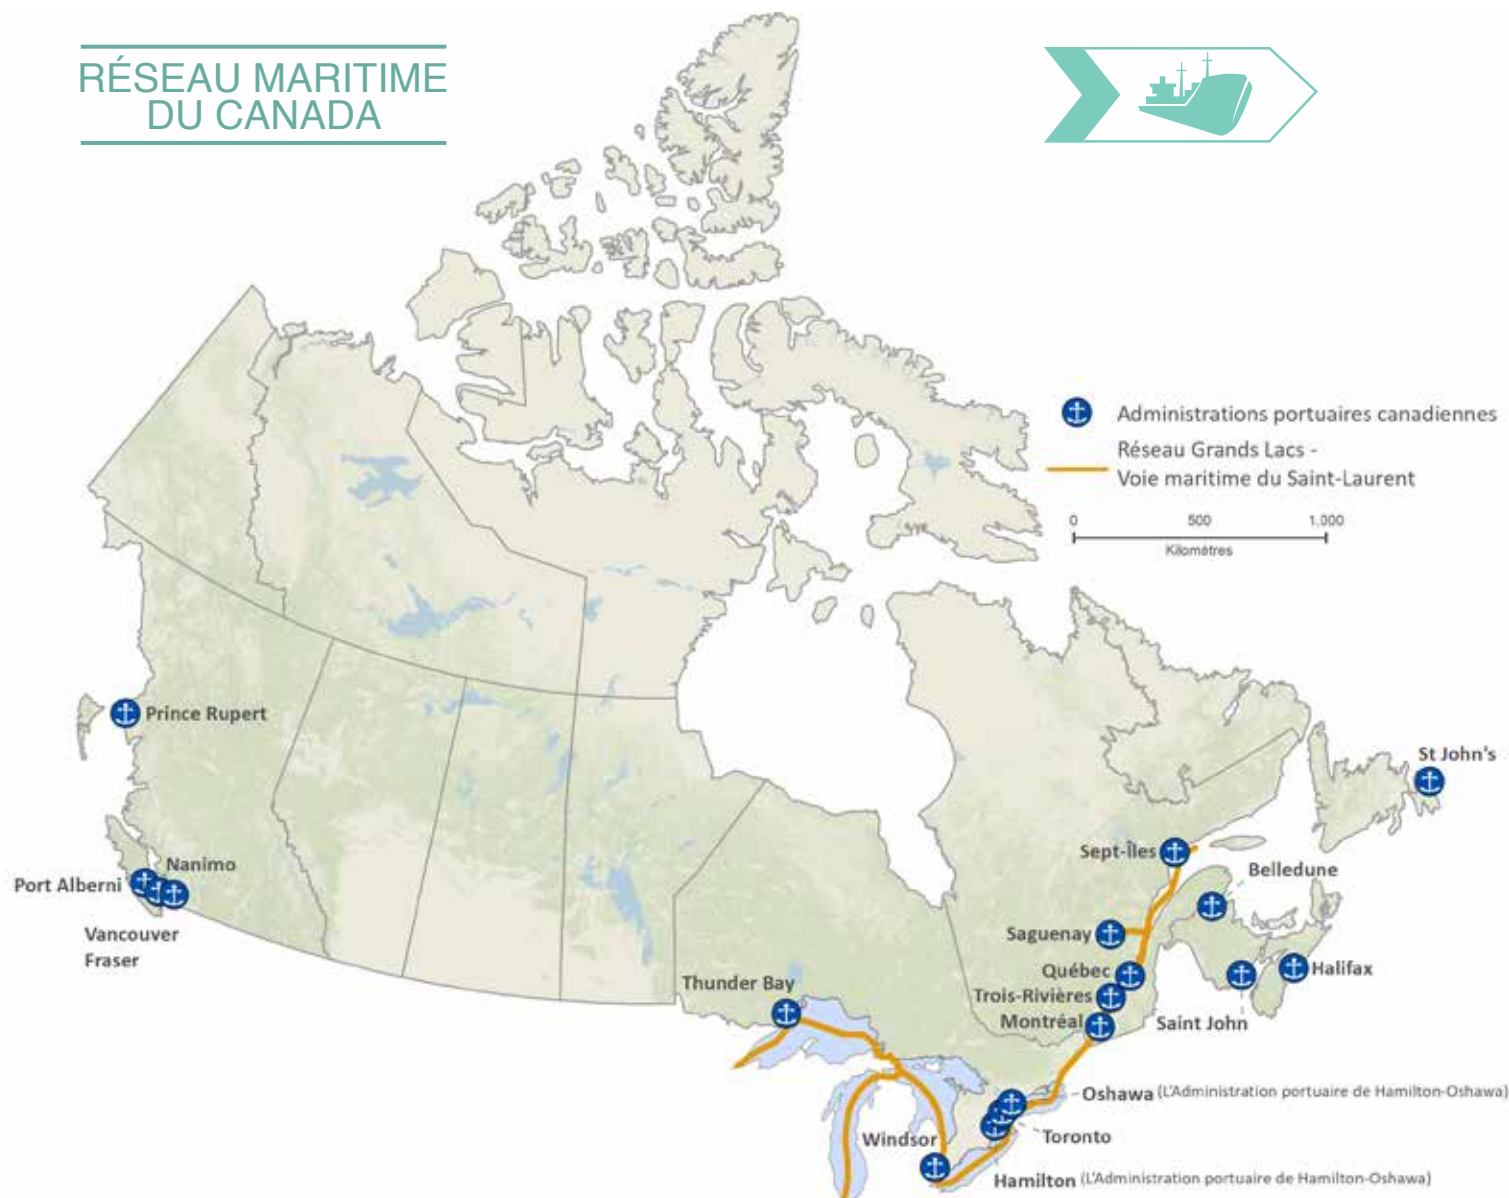 RÉSEAU MARITIME
DU CANADA
Administrations portuaires canadiennes
Réseau Grands Lacs -
Voie maritime du Saint-Laurent
0 500 1,000
Kilomètres
Prince Rupert
St John's
Nanimo
Port Alberni
Vancouver
Fraser
Sept-Îles
Belledune
Saguenay
Québec
Halifax
Thunder Bay
Trois-Rivières
Montréal
Saint John
Oshawa (L'Administration portuaire de Hamilton-Oshawa)
Windsor
Toronto
Hamilton (L'Administration portuaire de Hamilton-Oshawa)